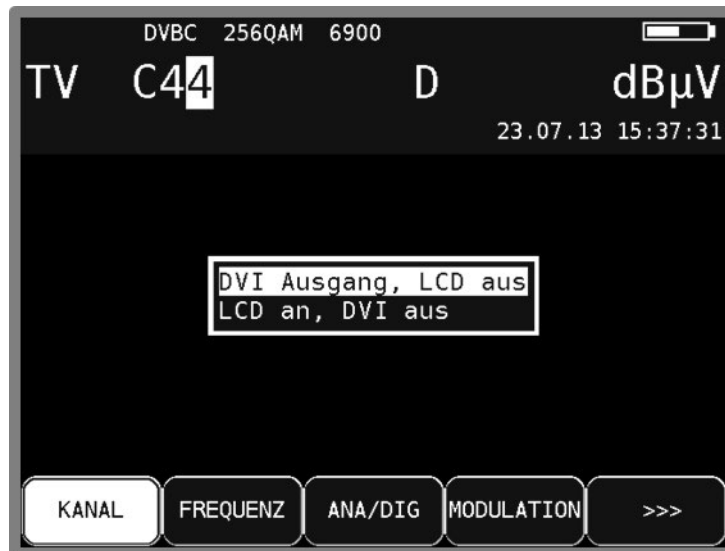 DVBC 256QAM 6900
TV C44 D dBµV
23.07.13 15:37:31
DVI Ausgang, LCD aus
LCD an, DVI aus
KANAL FREQUENZ ANA/DIG MODULATION >>>